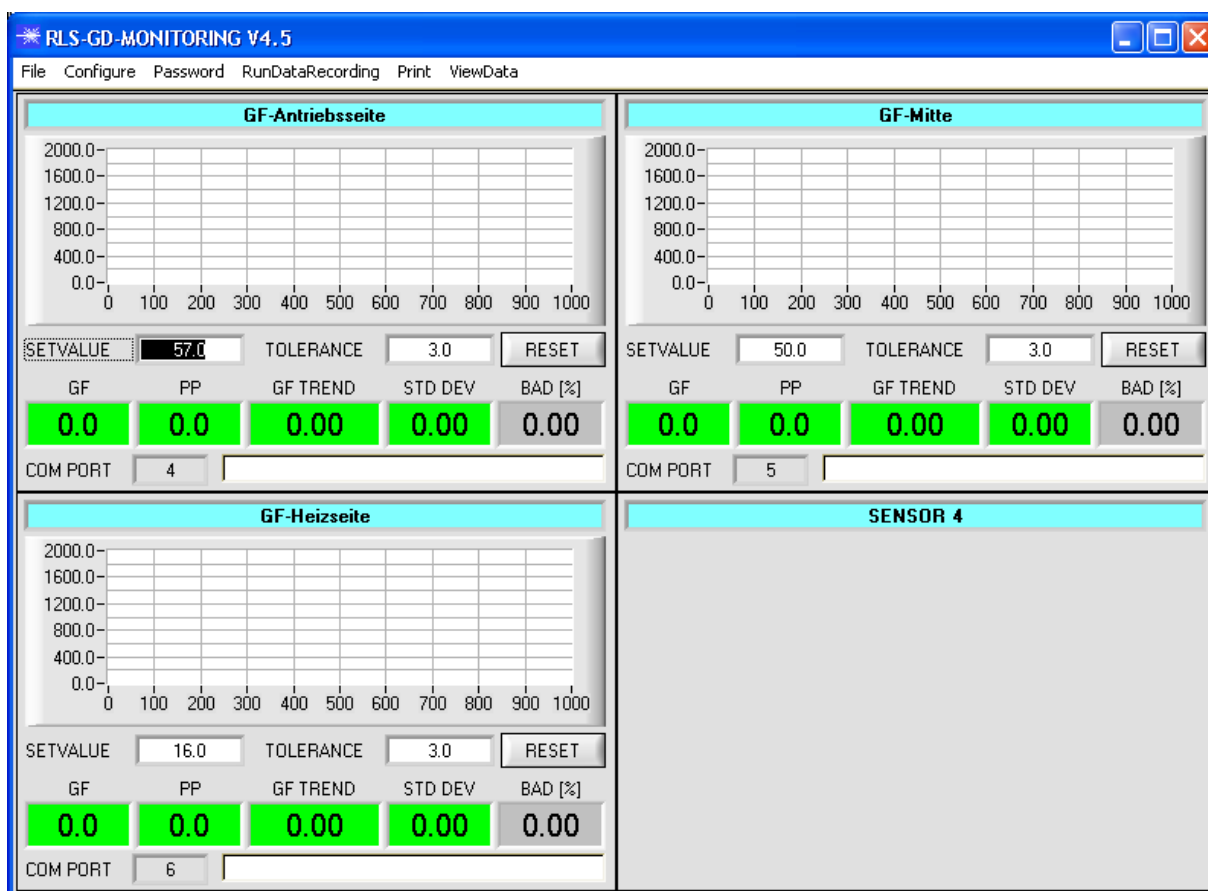 RLS-GD-MONITORING V4.5
File Configure Password RunDataRecording Print ViewData
GF-Antriebsseite
2000.0
1600.0
1200.0
800.0
400.0
0.0
0 100 200 300 400 500 600 700 800 900 1000
SETVALUE 57.0 TOLERANCE 3.0 RESET
GF PP GF TREND STD DEV BAD [%]
0.0 0.0 0.00 0.00 0.00
COM PORT 4
GF-Mitte
2000.0
1600.0
1200.0
800.0
400.0
0.0
0 100 200 300 400 500 600 700 800 900 1000
SETVALUE 50.0 TOLERANCE 3.0 RESET
GF PP GF TREND STD DEV BAD [%]
0.0 0.0 0.00 0.00 0.00
COM PORT 5
GF-Heizseite
2000.0
1600.0
1200.0
800.0
400.0
0.0
0 100 200 300 400 500 600 700 800 900 1000
SETVALUE 16.0 TOLERANCE 3.0 RESET
GF PP GF TREND STD DEV BAD [%]
0.0 0.0 0.00 0.00 0.00
COM PORT 6
SENSOR 4